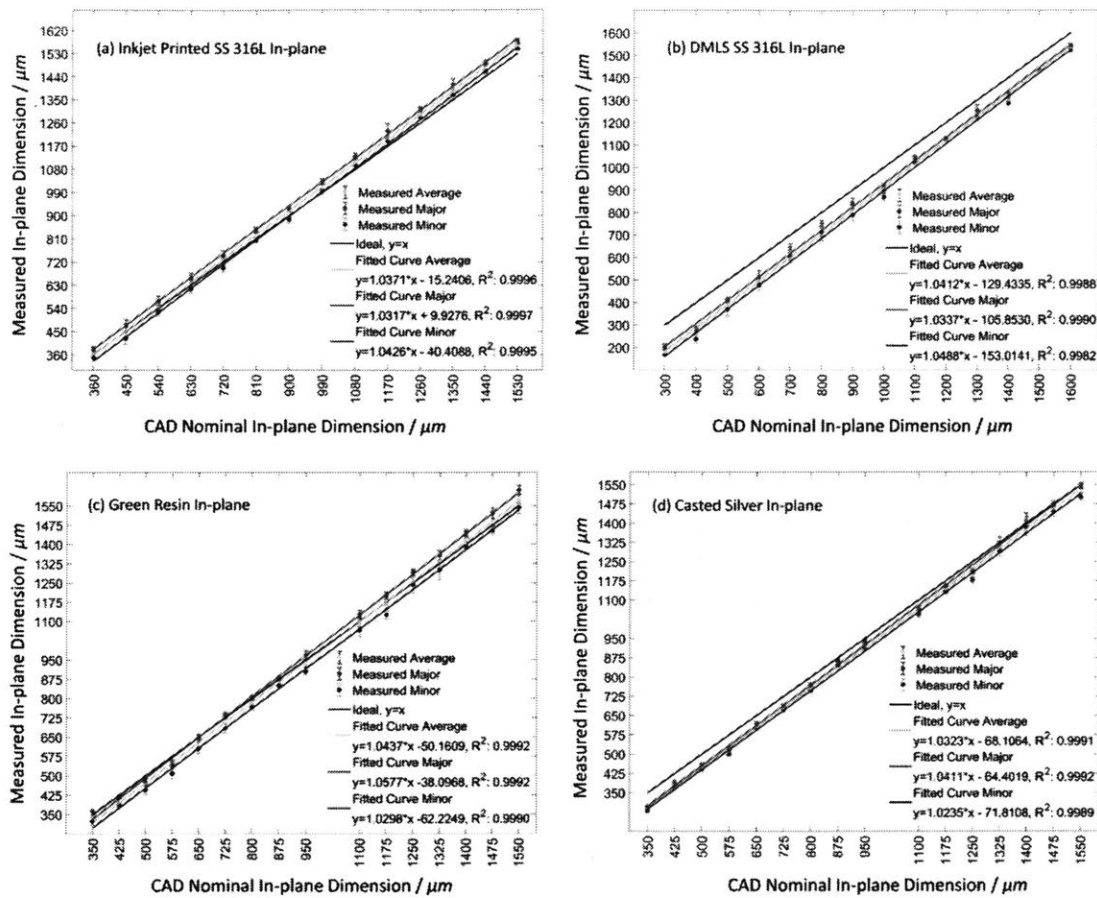 (a) Inkjet Printed SS 316L In-plane
Measured In-plane Dimension / μm
1620
1530
1440
1350
1260
1170
1080
990
900
810
720
630
540
450
360
Measured Average
Measured Major
Measured Minor
Ideal, y=x
Fitted Curve Average
y=1.0371*x - 15.2406, R²: 0.9996
Fitted Curve Major
y=1.0317*x + 9.9276, R²: 0.9997
Fitted Curve Minor
y=1.0426*x - 40.4088, R²: 0.9995
360 450 540 630 720 810 900 990 1080 1170 1260 1350 1440 1530
CAD Nominal In-plane Dimension / μm
(b) DMLS SS 316L In-plane
Measured In-plane Dimension / μm
1600
1500
1400
1300
1200
1100
1000
900
800
700
600
500
400
300
200
Measured Average
Measured Major
Measured Minor
Ideal, y=x
Fitted Curve Average
y=1.0412*x - 129.4335, R²: 0.9988
Fitted Curve Major
y=1.0337*x - 105.8530, R²: 0.9990
Fitted Curve Minor
y=1.0488*x - 153.0141, R²: 0.9982
300 400 500 600 700 800 900 1000 1100 1200 1300 1400 1500 1600
CAD Nominal In-plane Dimension / μm
(c) Green Resin In-plane
Measured In-plane Dimension / μm
1550
1475
1400
1325
1250
1175
1100
950
875
800
725
650
575
500
425
350
Measured Average
Measured Major
Measured Minor
Ideal, y=x
Fitted Curve Average
y=1.0437*x -50.1609, R²: 0.9992
Fitted Curve Major
y=1.0577*x -38.0968, R²: 0.9992
Fitted Curve Minor
y=1.0298*x -62.2249, R²: 0.9990
350 425 500 575 650 725 800 875 950 1100 1175 1250 1325 1400 1475 1550
CAD Nominal In-plane Dimension / μm
(d) Casted Silver In-plane
Measured In-plane Dimension / μm
1550
1475
1400
1325
1250
1175
1100
950
875
800
725
650
575
500
425
350
Measured Average
Measured Major
Measured Minor
Ideal, y=x
Fitted Curve Average
y=1.0323*x - 68.1064, R²: 0.9991
Fitted Curve Major
y=1.0411*x - 64.4019, R²: 0.9992
Fitted Curve Minor
y=1.0235*x - 71.8108, R²: 0.9989
350 425 500 575 650 725 800 875 950 1100 1175 1250 1325 1400 1475 1550
CAD Nominal In-plane Dimension / μm